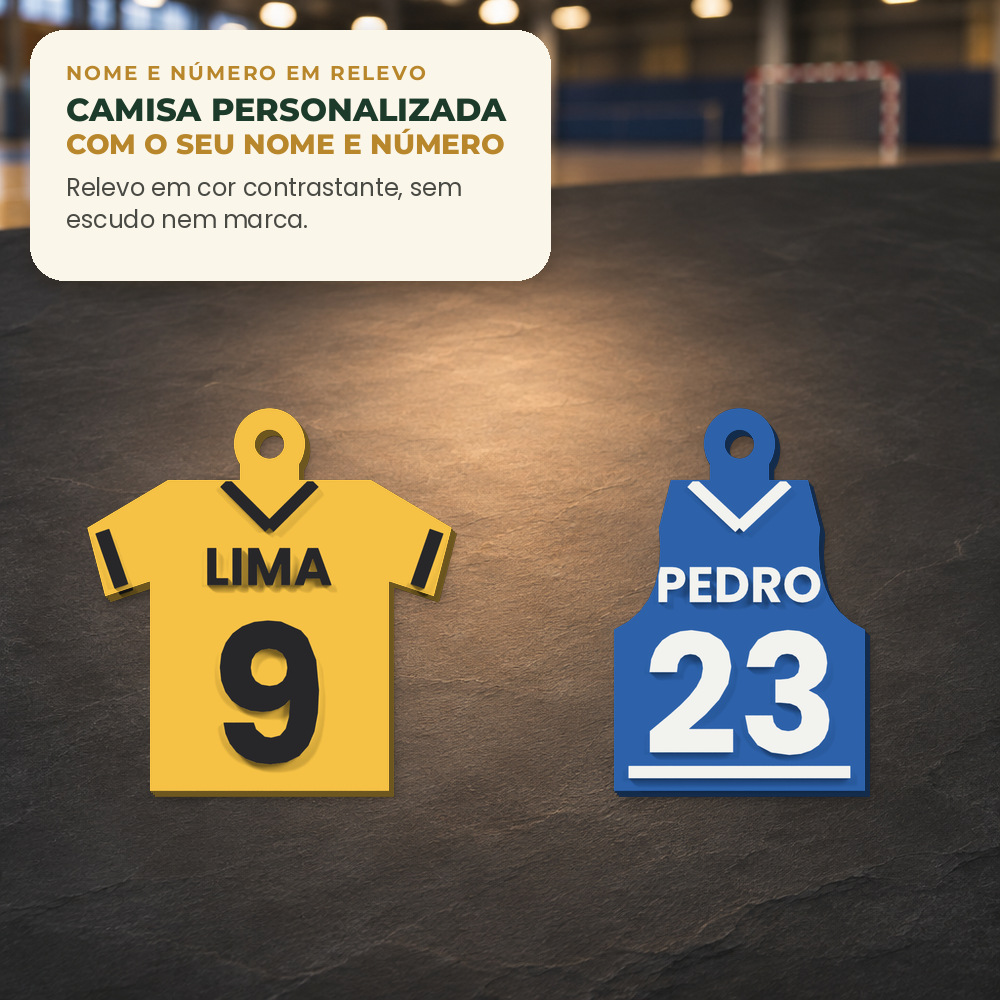 NOME E NÚMERO EM RELEVO
CAMISA PERSONALIZADA
COM O SEU NOME E NÚMERO
Relevo em cor contrastante, sem
escudo nem marca.
LIMA
9
PEDRO
23